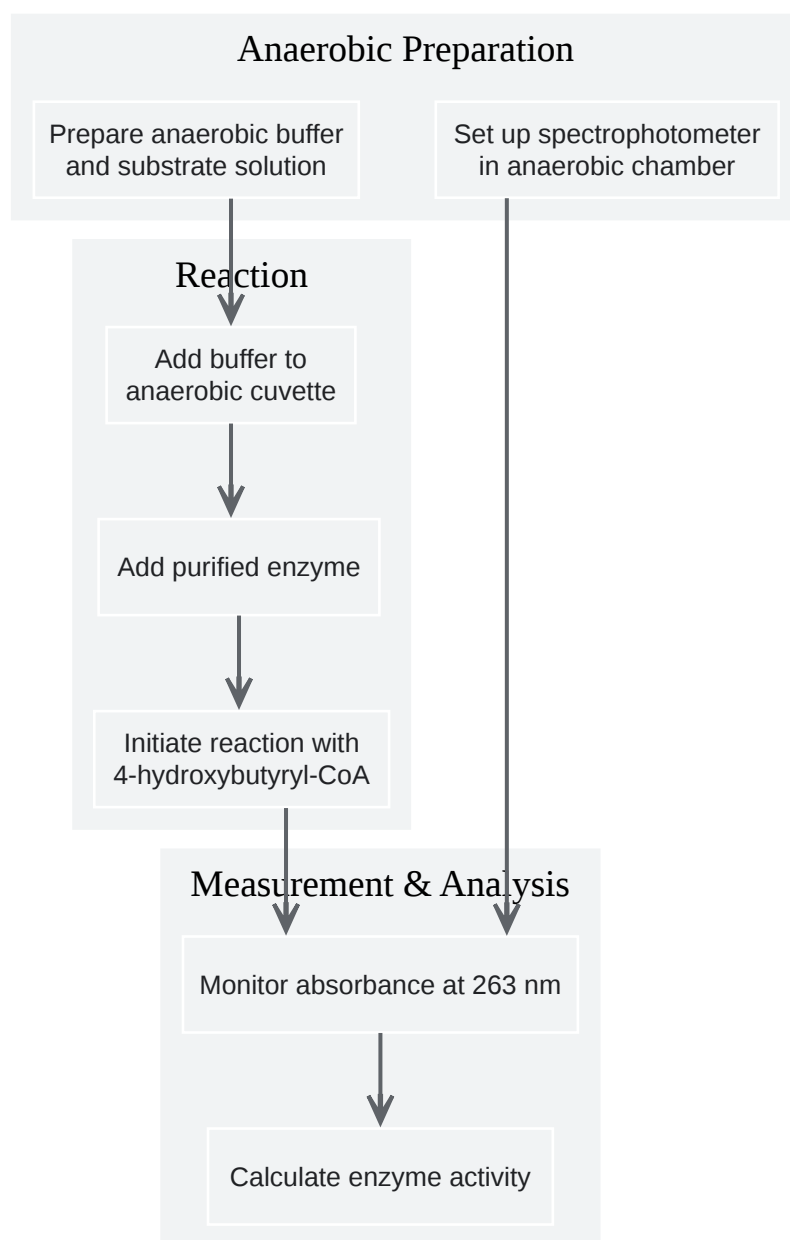 Anaerobic Preparation
Prepare anaerobic buffer
and substrate solution
Set up spectrophotometer
in anaerobic chamber
Reaction
Add buffer to
anaerobic cuvette
Add purified enzyme
Initiate reaction with
4-hydroxybutyryl-CoA
Measurement & Analysis
Monitor absorbance at 263 nm
Calculate enzyme activity